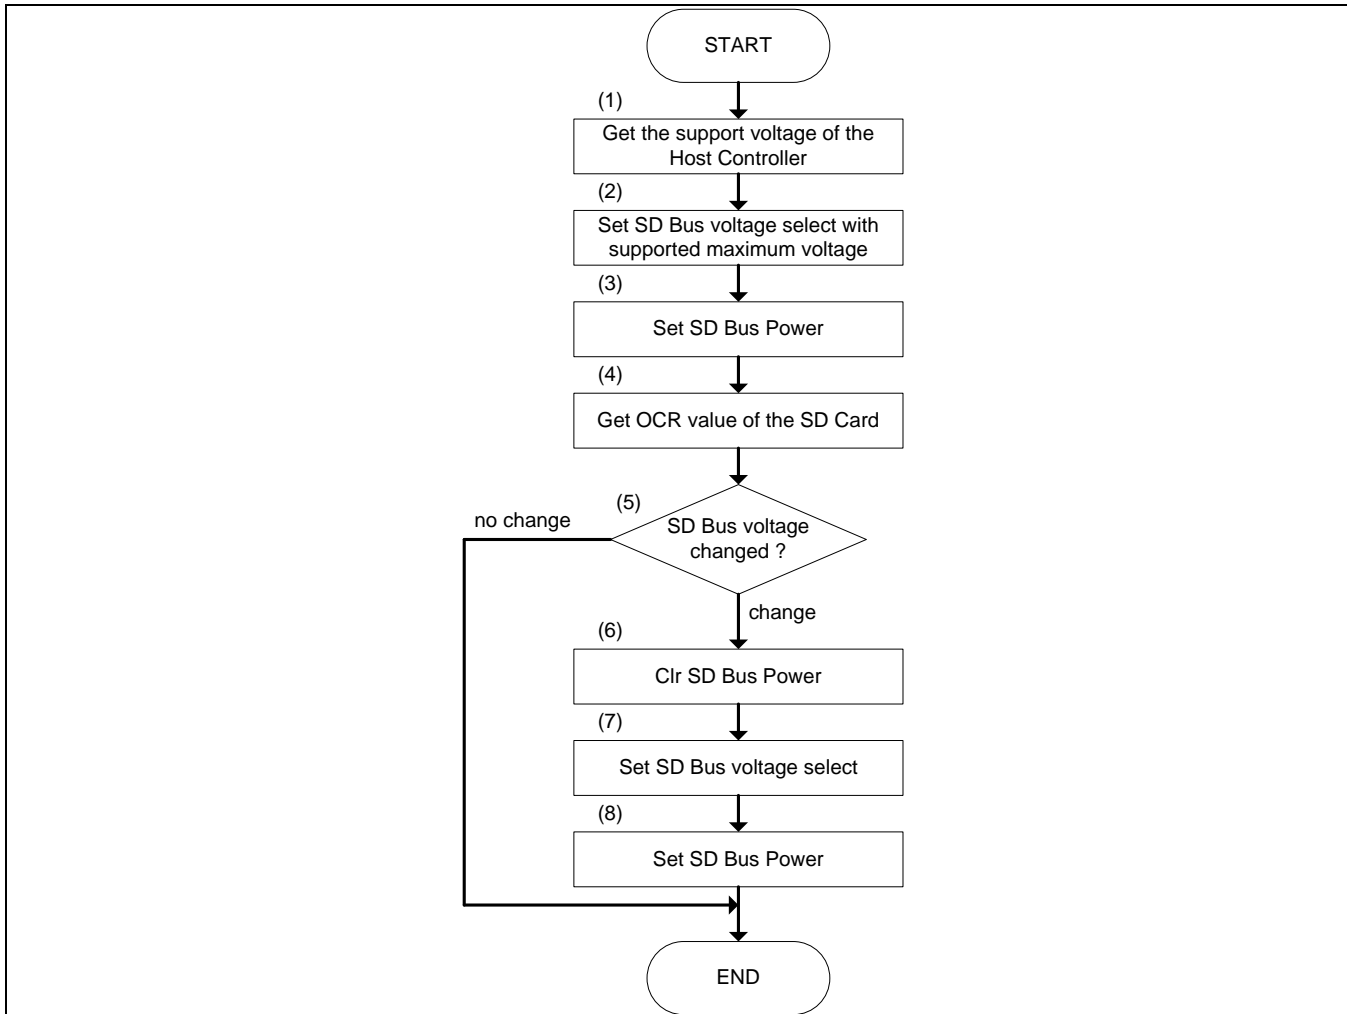 START
(1)
Get the support voltage of the
Host Controller
(2)
Set SD Bus voltage select with
supported maximum voltage
(3)
Set SD Bus Power
(4)
Get OCR value of the SD Card
(5)
no change
SD Bus voltage
changed ?
change
(6)
Clr SD Bus Power
(7)
Set SD Bus voltage select
(8)
Set SD Bus Power
END